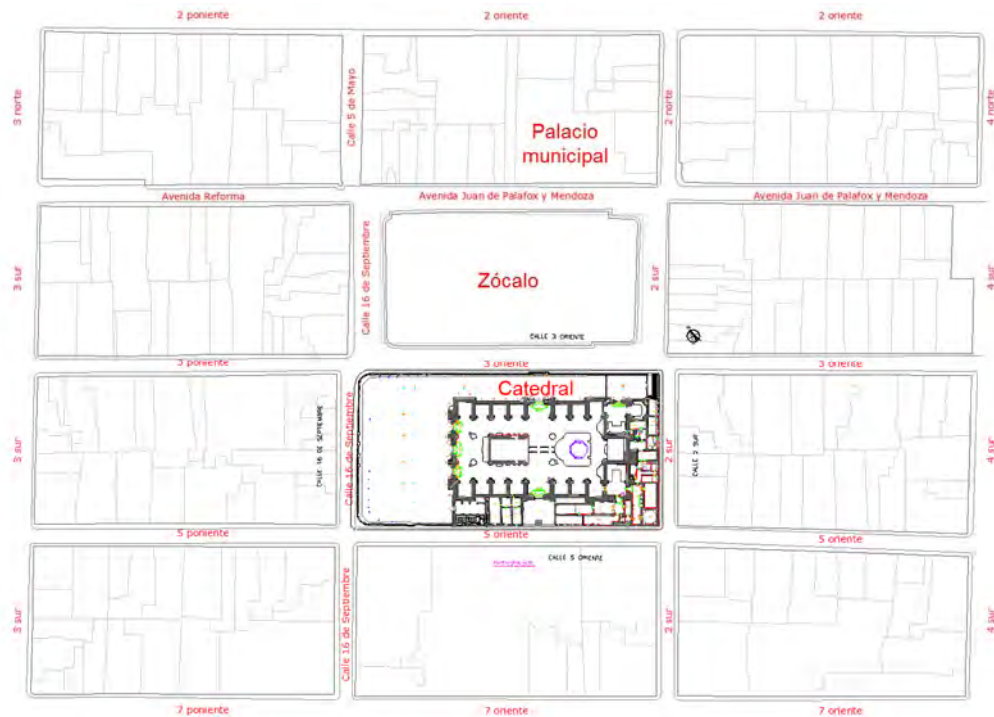 2 poniente
2 oriente
2 oriente
3 norte
Calle 5 de Mayo
Palacio
municipal
2 norte
4 norte
Avenida Reforma
Avenida Juan de Palafox y Mendoza
Avenida Juan de Palafox y Mendoza
3 sur
Calle 16 de Septiembre
Zócalo
CALLE 3 ORIENTE
2 sur
4 sur
3 poniente
3 oriente
3 oriente
3 sur
CALLE 16 DE SEPTIEMBRE
Calle 16 de Septiembre
Catedral
2 sur
CALLE 2 SUR
4 sur
5 poniente
5 oriente
5 oriente
3 sur
Calle 16 de Septiembre
CALLE 5 ORIENTE
2 sur
4 sur
7 poniente
7 oriente
7 oriente